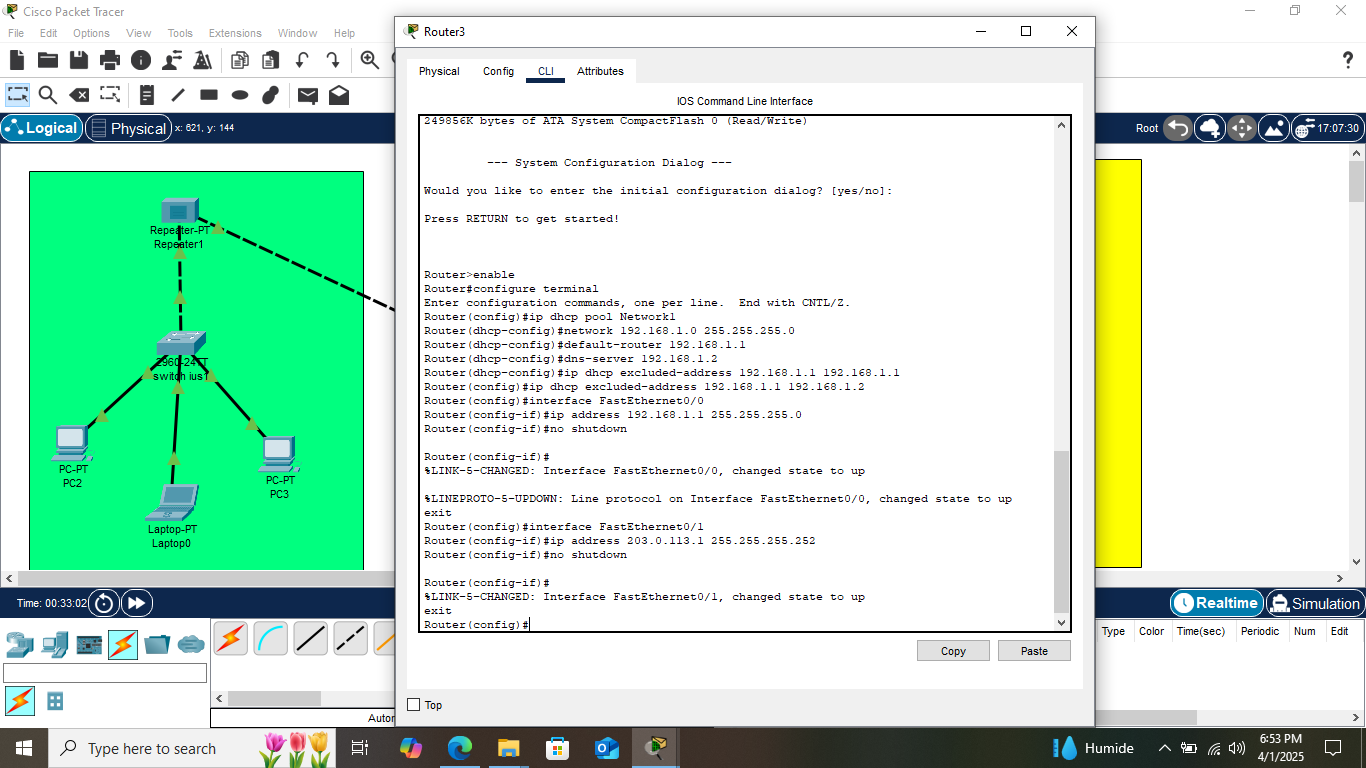 Cisco Packet Tracer
File Edit Options View Tools Extensions Window Help
Logical Physical x: 621, y: 144
Root 17:07:30
Repeater-PT
Repeater1
2960-24TT
switch ius1
PC-PT
PC2
PC-PT
PC3
Laptop-PT
Laptop0
Router3
Physical Config CLI Attributes
IOS Command Line Interface
249856K bytes of ATA System CompactFlash 0 (Read/Write)
--- System Configuration Dialog ---
Would you like to enter the initial configuration dialog? [yes/no]:
Press RETURN to get started!
Router>enable
Router#configure terminal
Enter configuration commands, one per line. End with CNTL/Z.
Router(config)#ip dhcp pool Network1
Router(dhcp-config)#network 192.168.1.0 255.255.255.0
Router(dhcp-config)#default-router 192.168.1.1
Router(dhcp-config)#dns-server 192.168.1.2
Router(dhcp-config)#ip dhcp excluded-address 192.168.1.1 192.168.1.1
Router(config)#ip dhcp excluded-address 192.168.1.1 192.168.1.2
Router(config)#interface FastEthernet0/0
Router(config-if)#ip address 192.168.1.1 255.255.255.0
Router(config-if)#no shutdown
Router(config-if)#
%LINK-5-CHANGED: Interface FastEthernet0/0, changed state to up
%LINEPROTO-5-UPDOWN: Line protocol on Interface FastEthernet0/0, changed state to up
exit
Router(config)#interface FastEthernet0/1
Router(config-if)#ip address 203.0.113.1 255.255.255.252
Router(config-if)#no shutdown
Router(config-if)#
%LINK-5-CHANGED: Interface FastEthernet0/1, changed state to up
exit
Router(config)#
Copy Paste
Top
Time: 00:33:02
Realtime Simulation
Type Color Time(sec) Periodic Num Edit
Autor
Type here to search
Humide
6:53 PM
4/1/2025